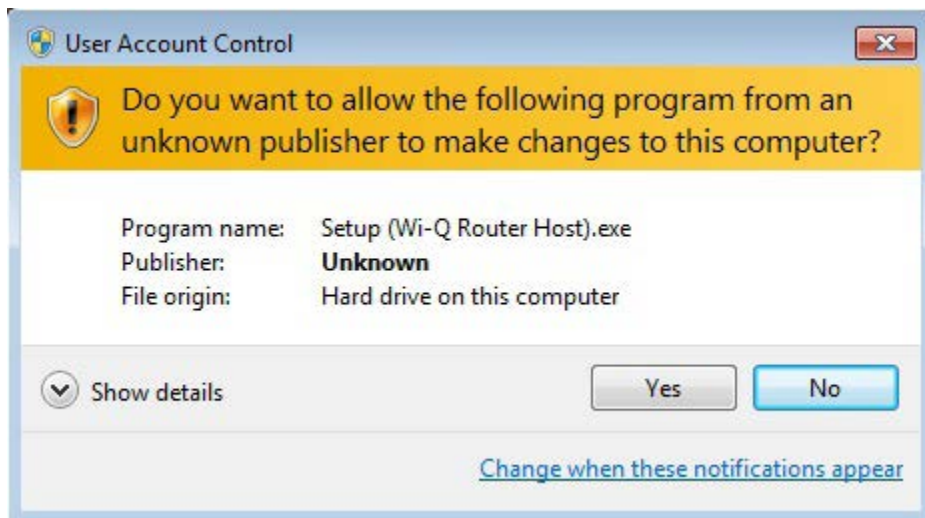 User Account Control
Do you want to allow the following program from an
unknown publisher to make changes to this computer?
Program name: Setup (Wi-Q Router Host).exe
Publisher: Unknown
File origin: Hard drive on this computer
Show details
Yes
No
Change when these notifications appear